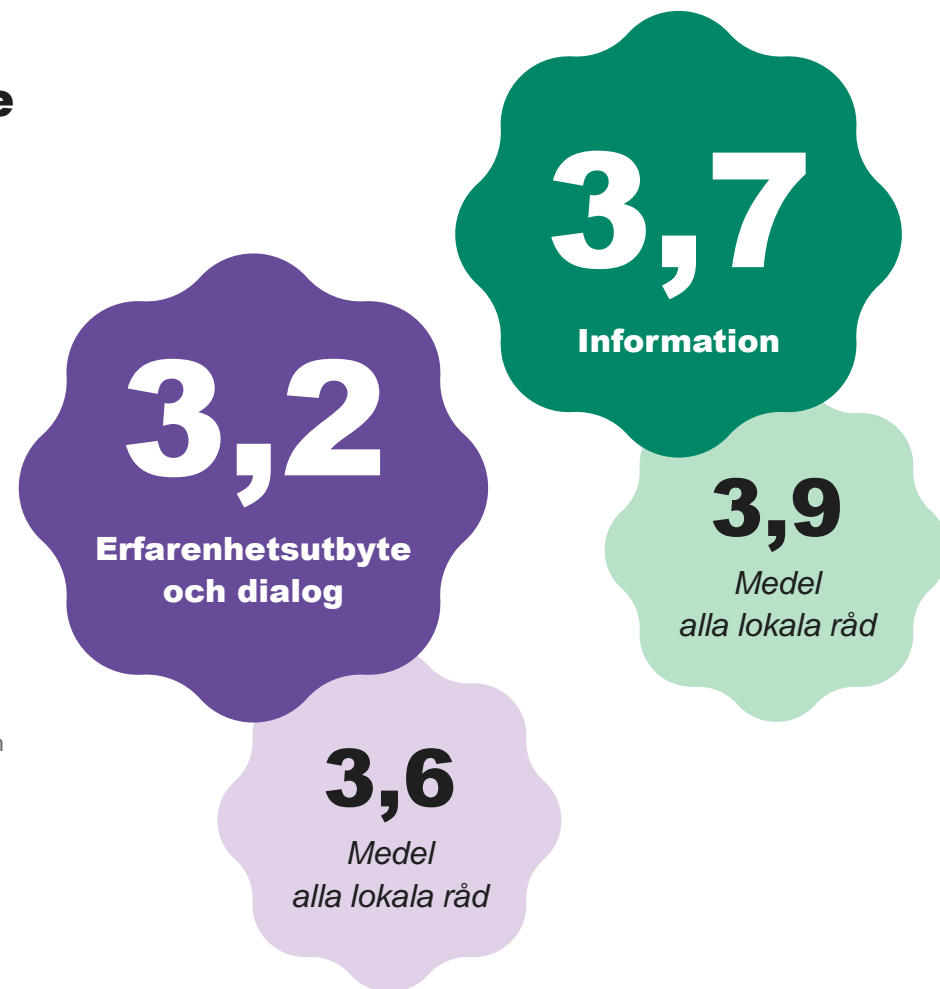 3,7
Information
3,2
Erfarenhetsutbyte
och dialog
3,9
Medel
alla lokala råd
3,6
Medel
alla lokala råd